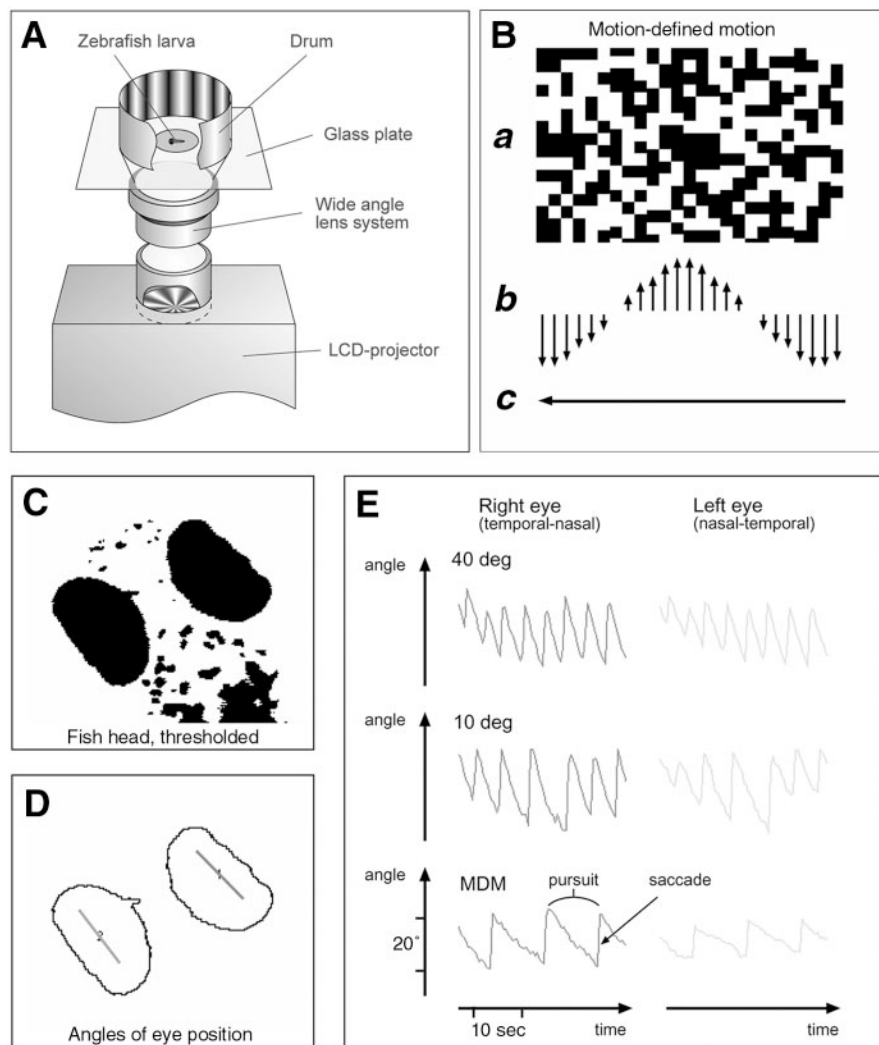 A
Zebrafish larva
Drum
Glass plate
Wide angle
lens system
LCD-projector
B
Motion-defined motion
a
b
c
C
Fish head, thresholded
D
Angles of eye position
E
Right eye
(temporal-nasal)
Left eye
(nasal-temporal)
angle
40 deg
angle
10 deg
angle
MDM
pursuit
saccade
20°
10 sec
time
time